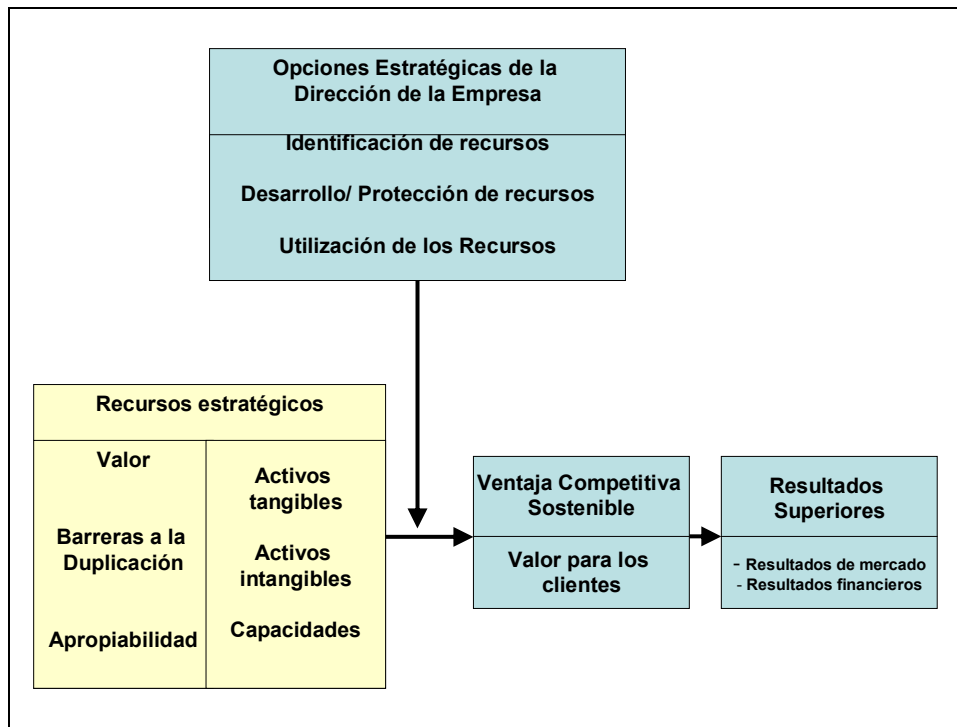 Opciones Estratégicas de la
Dirección de la Empresa
Identificación de recursos
Desarrollo/ Protección de recursos
Utilización de los Recursos
Recursos estratégicos
Valor
Barreras a la
Duplicación
Apropiabilidad
Activos
tangibles
Activos
intangibles
Capacidades
Ventaja Competitiva
Sostenible
Valor para los
clientes
Resultados
Superiores
- Resultados de mercado
- Resultados financieros